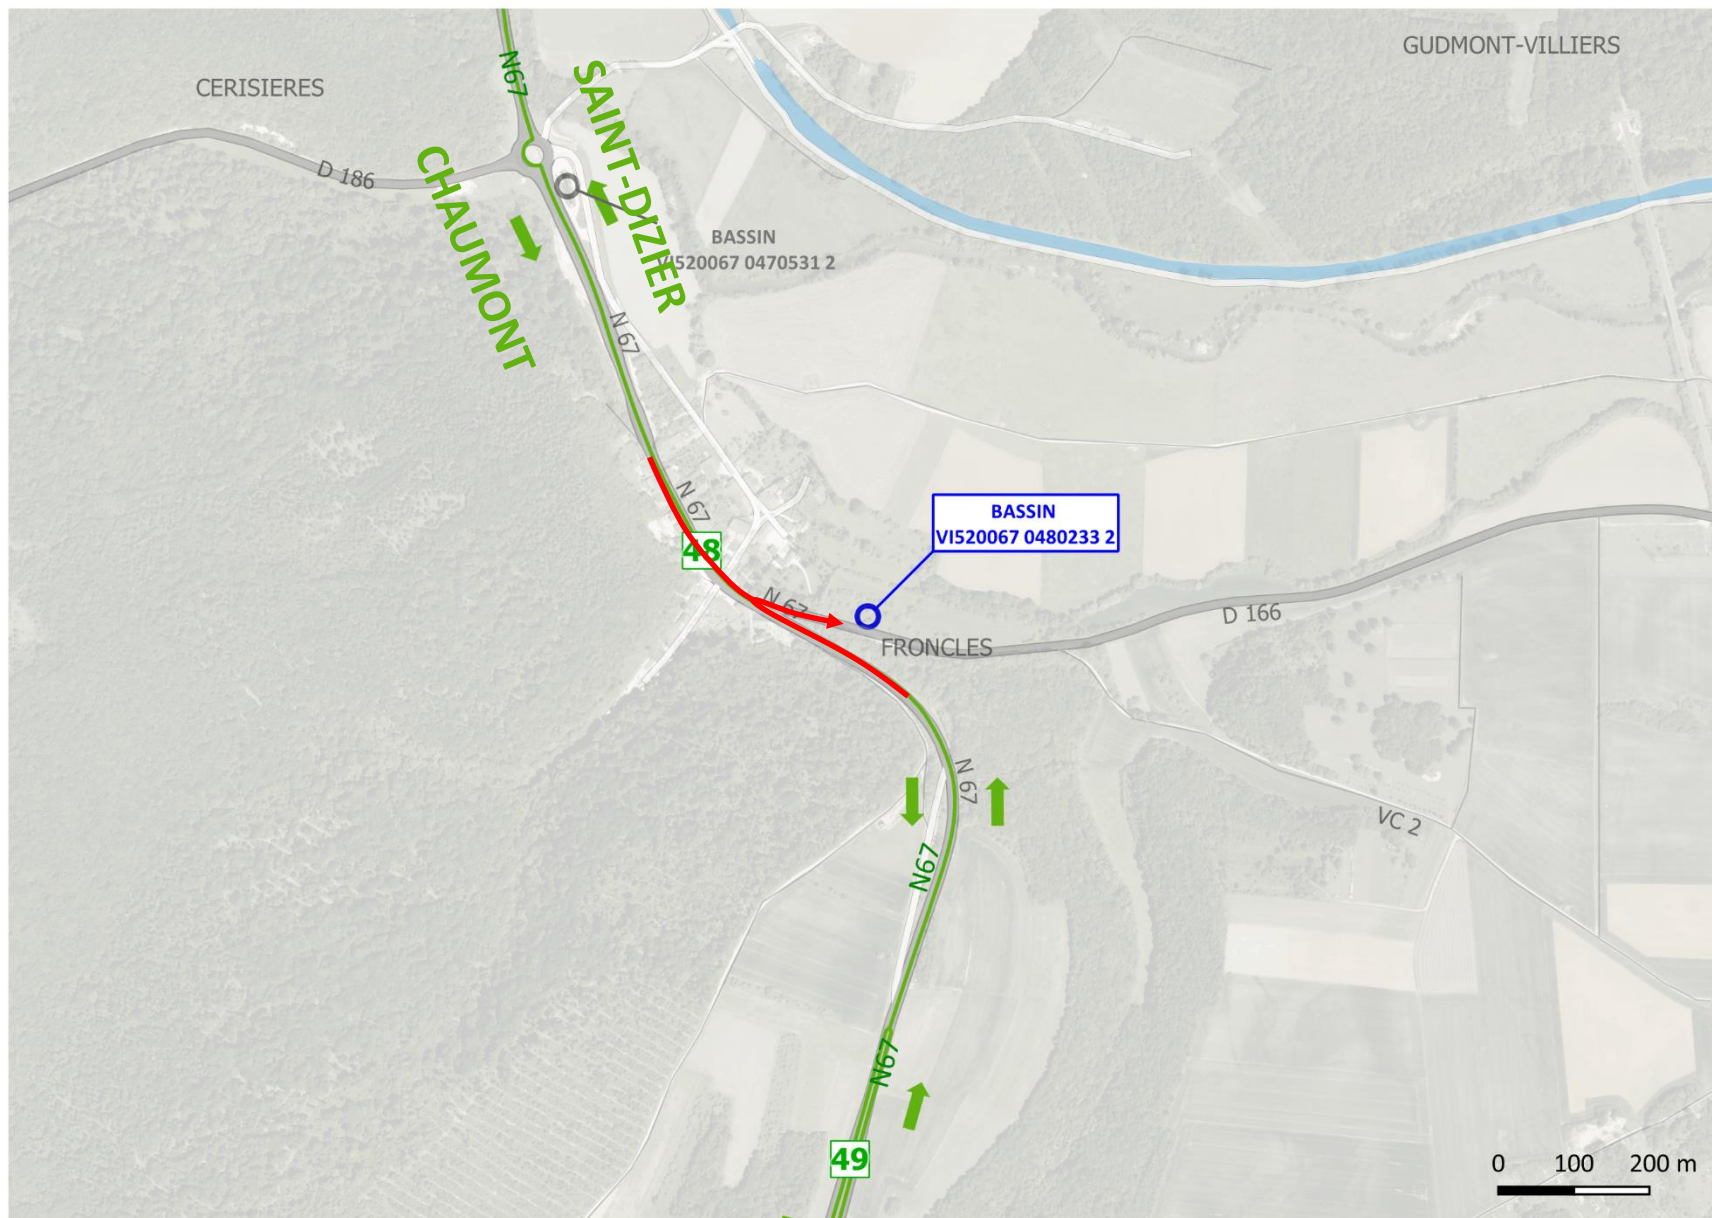 GUDMONT-VILLIERS
CERISIERES
N67
SAINT-DIZIER
D 186
CHAUMONT
BASSIN
VI520067 0470531 2
N 67
N 67
48
BASSIN
VI520067 0480233 2
N 67
D 166
FRONCLES
N 67
VC 2
N67
N67
49
0 100 200 m